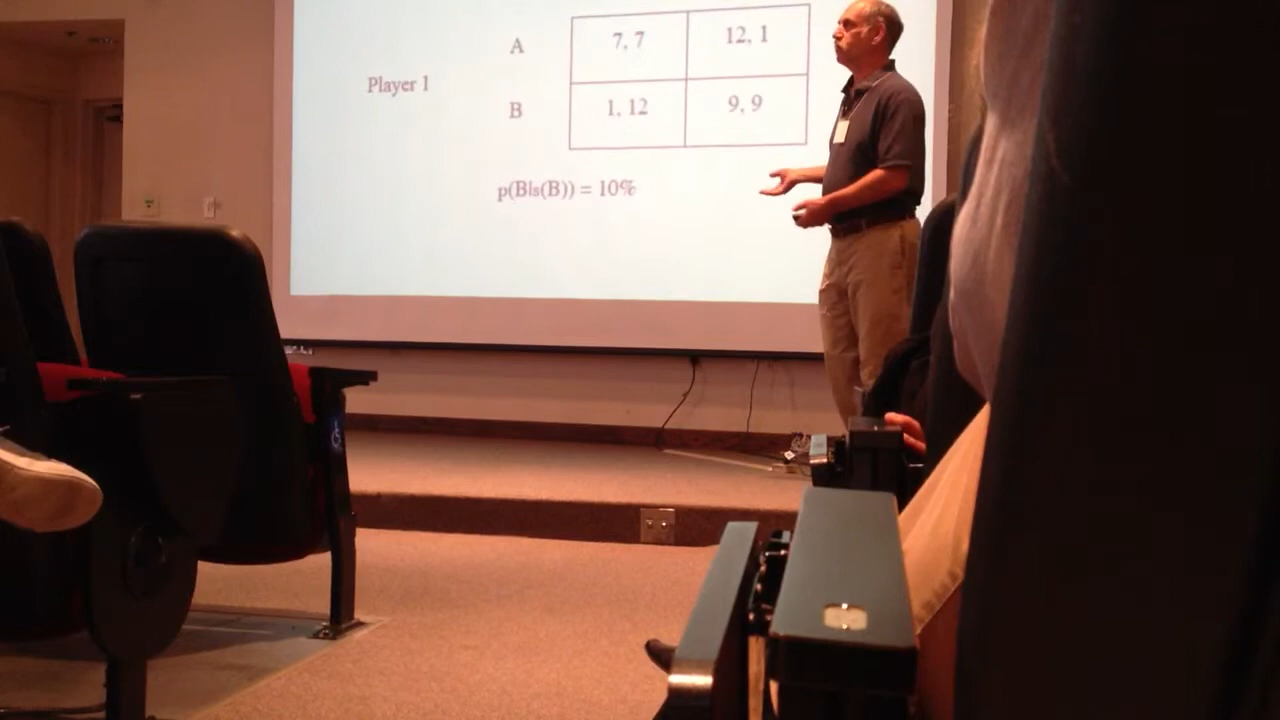 A 7, 7 12, 1
Player 1
B 1, 12 9, 9
p(B|s(B)) = 10%